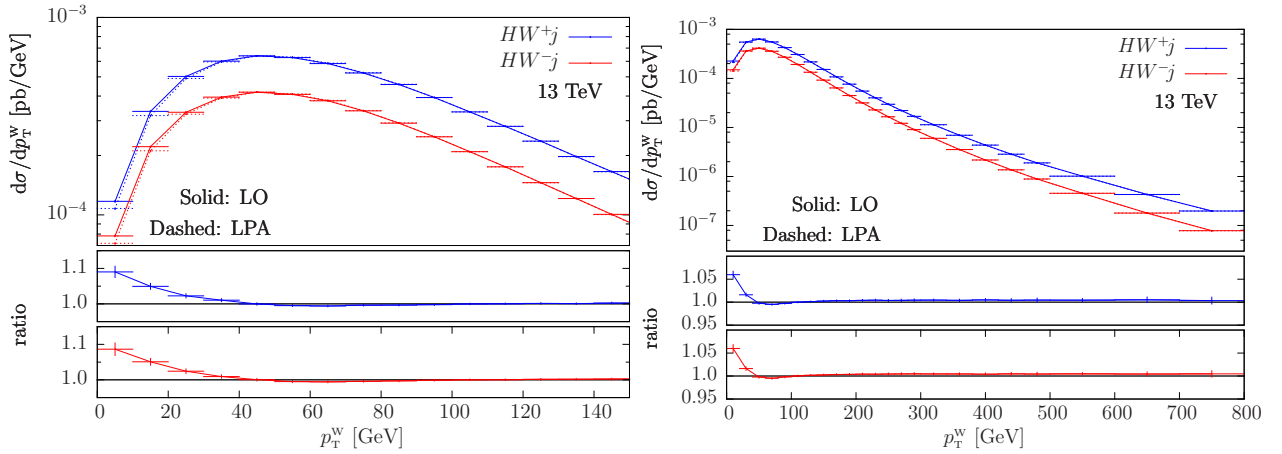 10⁻³
HW⁺j
HW⁻j
13 TeV
dσ/dp_T^W [pb/GeV]
Solid: LO
Dashed: LPA
10⁻⁴
1.1
1.0
ratio
1.1
1.0
0 20 40 60 80 100 120 140
p_T^W [GeV]
10⁻²
HW⁺j
HW⁻j
10⁻³
13 TeV
10⁻⁴
dσ/dp_T^W [pb/GeV]
10⁻⁵
10⁻⁶
Solid: LO
10⁻⁷
Dashed: LPA
1.05
1.0
0.95
ratio
1.05
1.0
0.95
0 100 200 300 400 500 600 700 800
p_T^W [GeV]